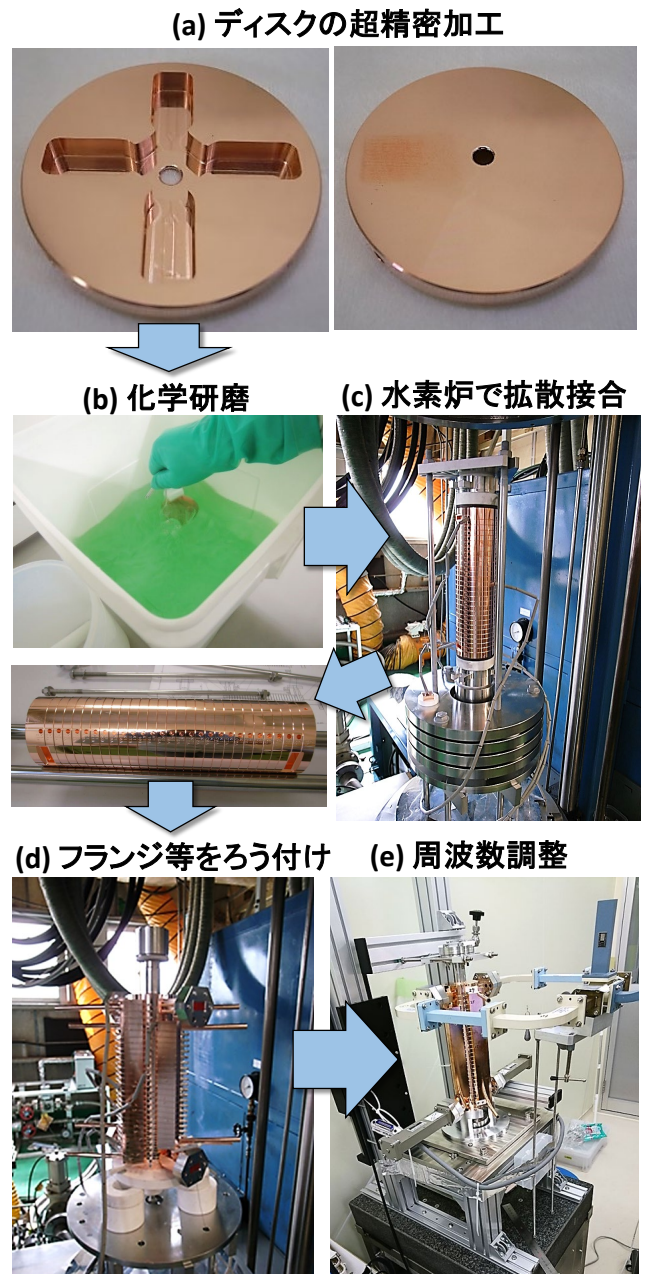 (a) ディスクの超精密加工
(b) 化学研磨
(c) 水素炉で拡散接合
(d) フランジ等をろう付け
(e) 周波数調整